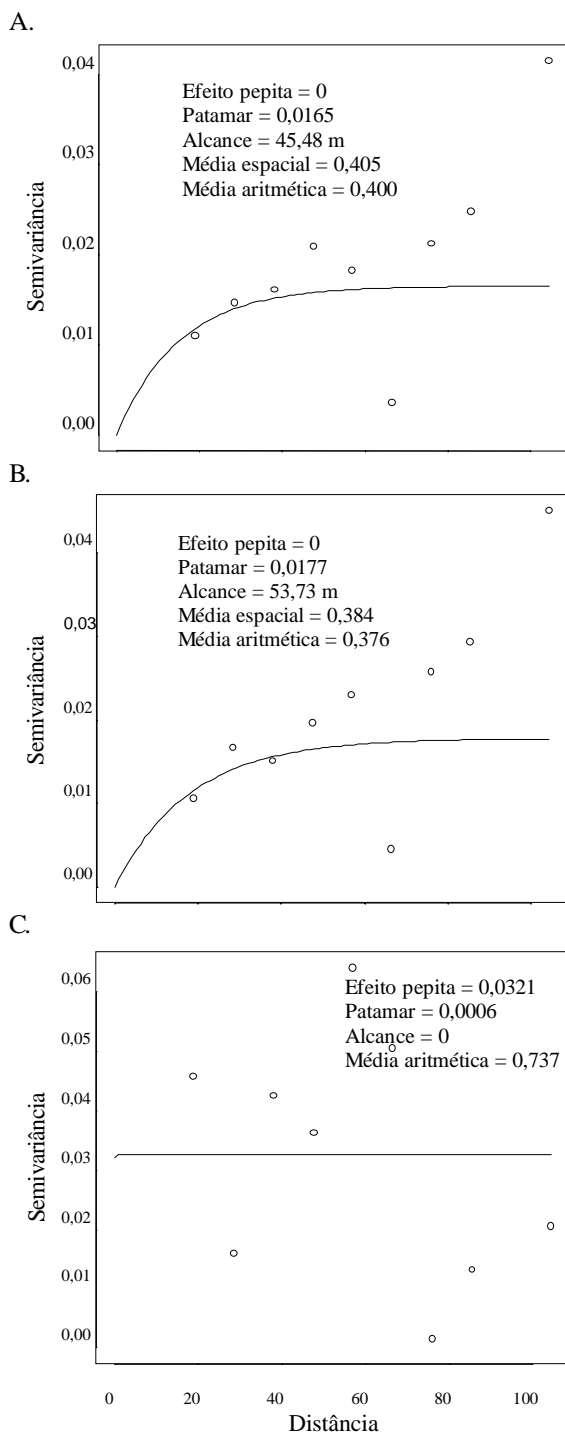 A.
0,04
0,03
0,02
0,01
0,00
Semivariância
Efeito pepita = 0
Patamar = 0,0165
Alcance = 45,48 m
Média espacial = 0,405
Média aritmética = 0,400
B.
0,04
0,03
0,02
0,01
0,00
Semivariância
Efeito pepita = 0
Patamar = 0,0177
Alcance = 53,73 m
Média espacial = 0,384
Média aritmética = 0,376
C.
0,06
0,05
0,04
0,03
0,02
0,01
0,00
Semivariância
Efeito pepita = 0,0321
Patamar = 0,0006
Alcance = 0
Média aritmética = 0,737
0 20 40 60 80 100
Distância